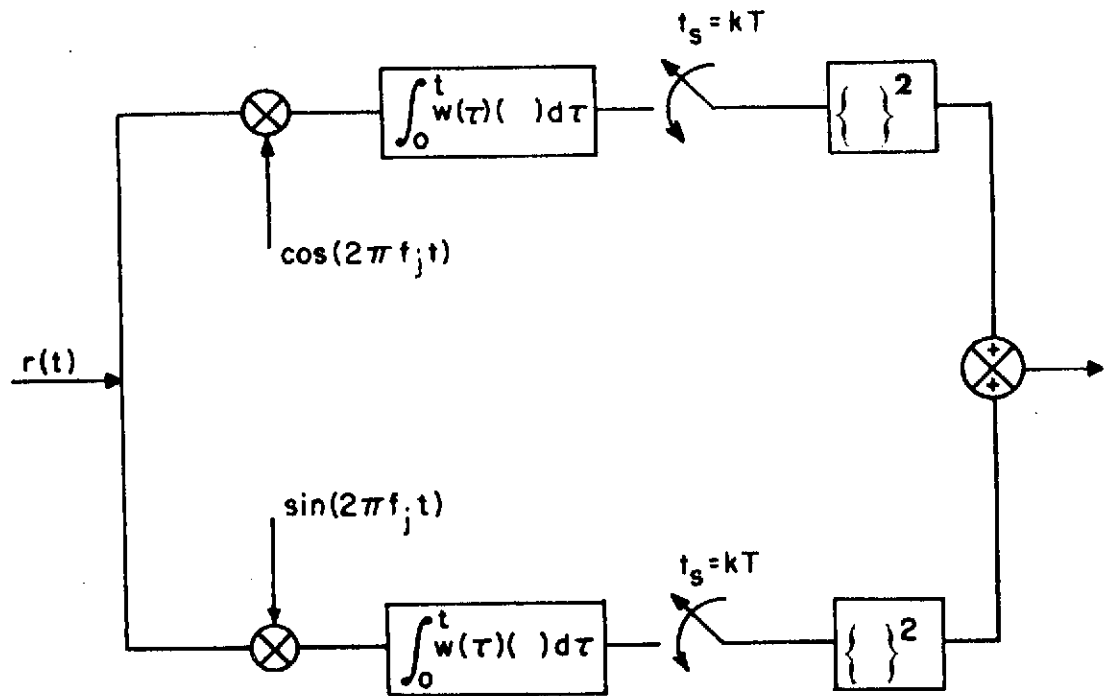 t_s = kT
∫_0^t w(τ)( )dτ
{ }^2
cos(2πf_jt)
r(t)
+
+
sin(2πf_jt)
t_s = kT
∫_0^t w(τ)( )dτ
{ }^2